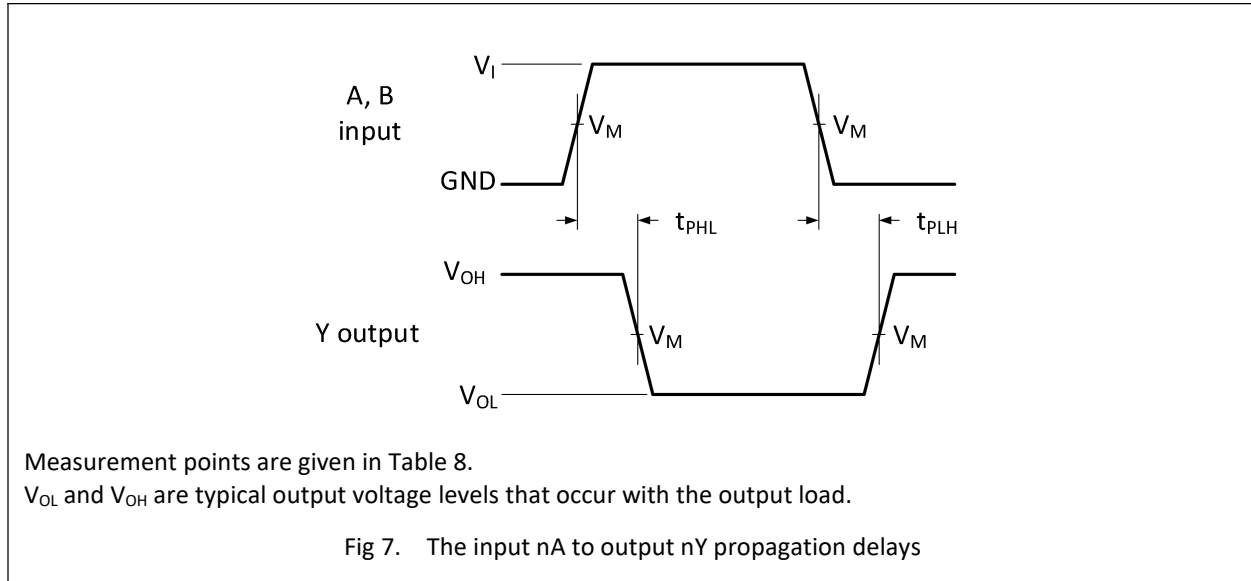 V_I
A, B
input
V_M
V_M
GND
t_PHL
t_PLH
V_OH
Y output
V_M
V_M
V_OL
Measurement points are given in Table 8.
V_OL and V_OH are typical output voltage levels that occur with the output load.
Fig 7. The input nA to output nY propagation delays